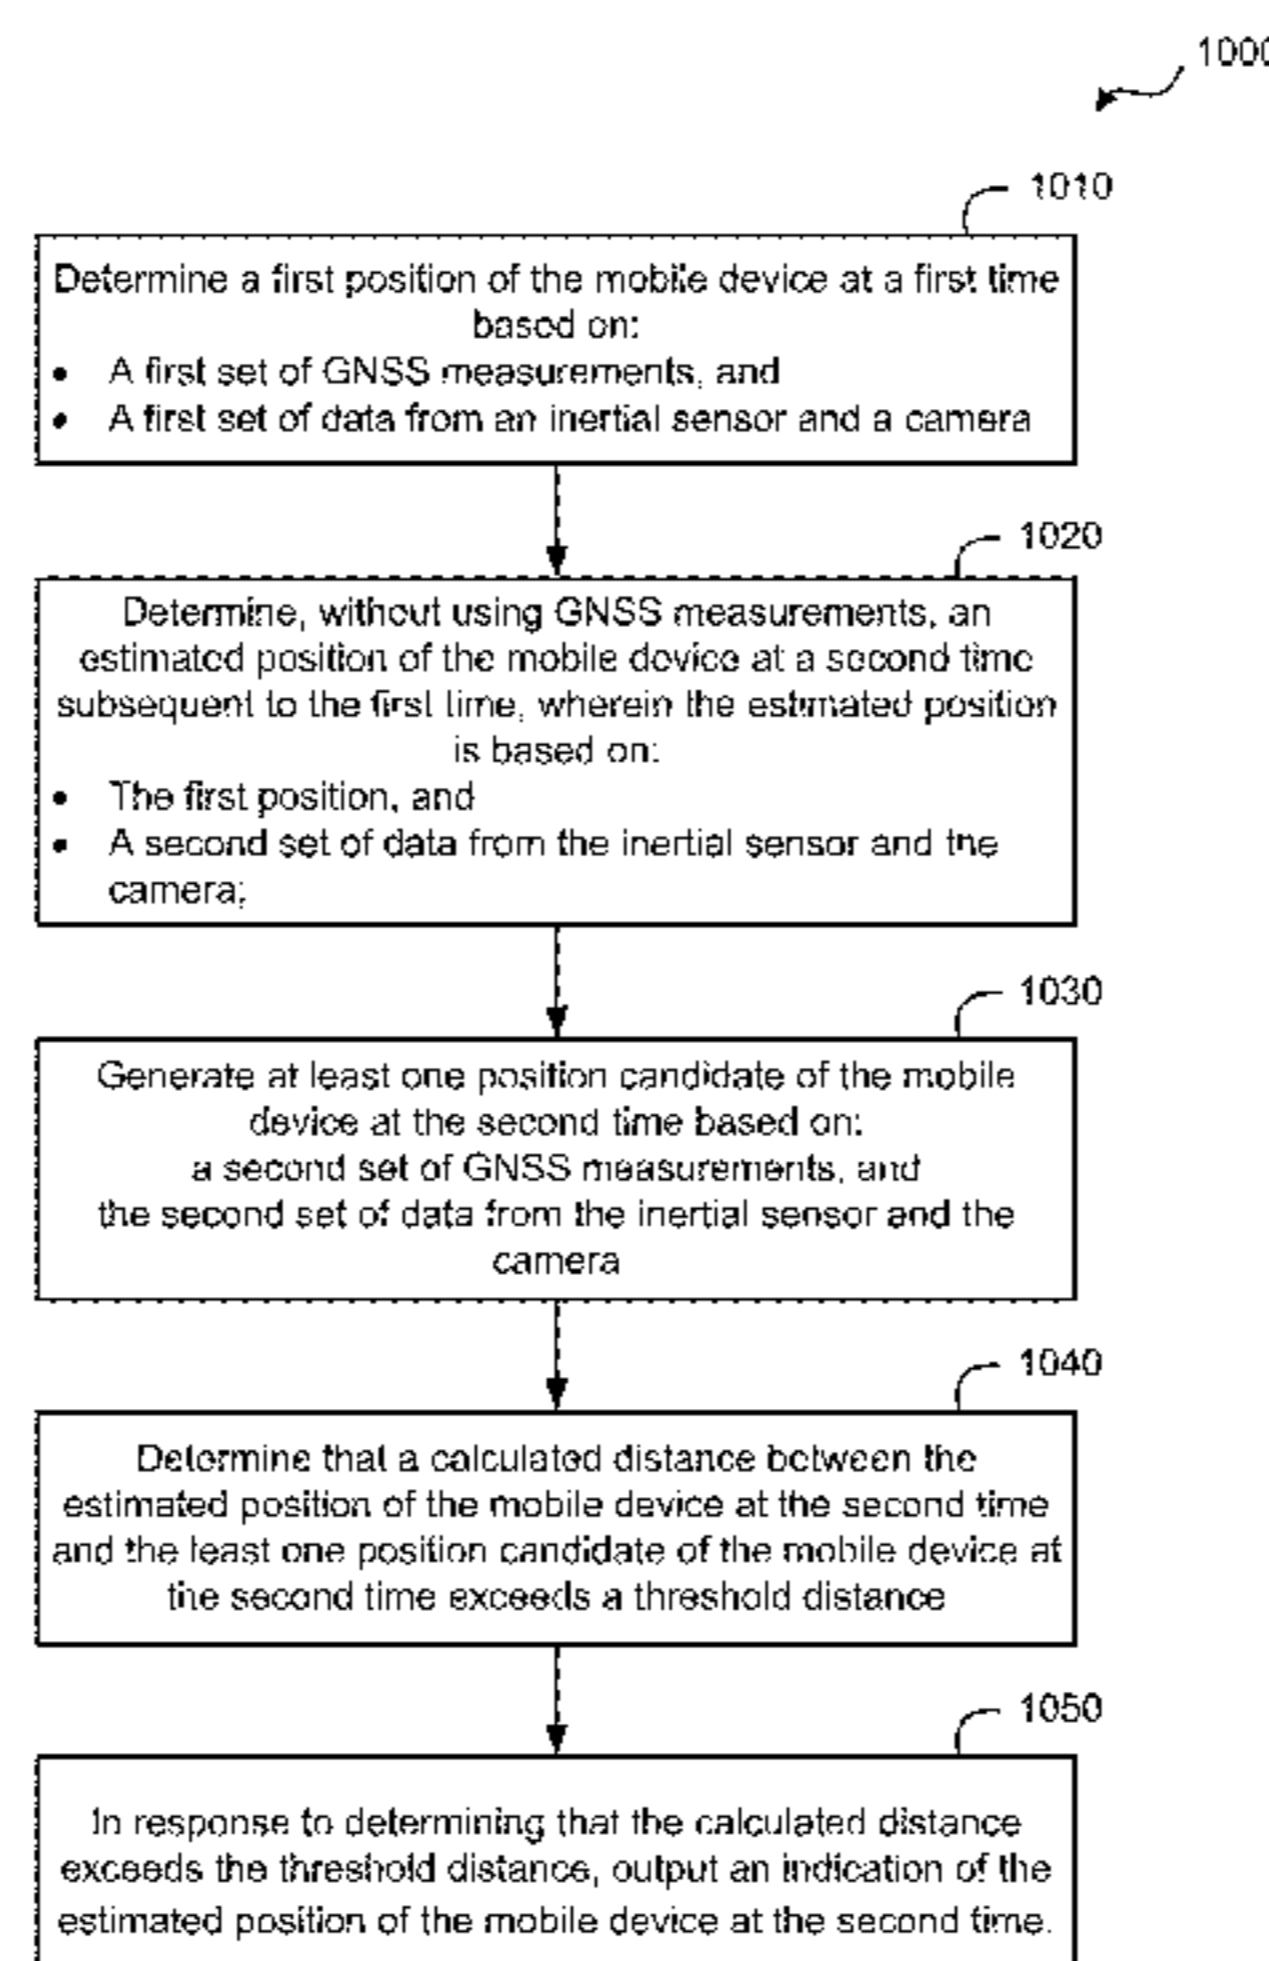 1000
1010
Determine a first position of the mobile device at a first time
based on:
• A first set of GNSS measurements, and
• A first set of data from an inertial sensor and a camera
1020
Determine, without using GNSS measurements, an
estimated position of the mobile device at a second time
subsequent to the first time, wherein the estimated position
is based on:
• The first position, and
• A second set of data from the inertial sensor and the
camera;
1030
Generate at least one position candidate of the mobile
device at the second time based on:
a second set of GNSS measurements, and
the second set of data from the inertial sensor and the
camera
1040
Determine that a calculated distance between the
estimated position of the mobile device at the second time
and the least one position candidate of the mobile device at
the second time exceeds a threshold distance
1050
In response to determining that the calculated distance
exceeds the threshold distance, output an indication of the
estimated position of the mobile device at the second time.